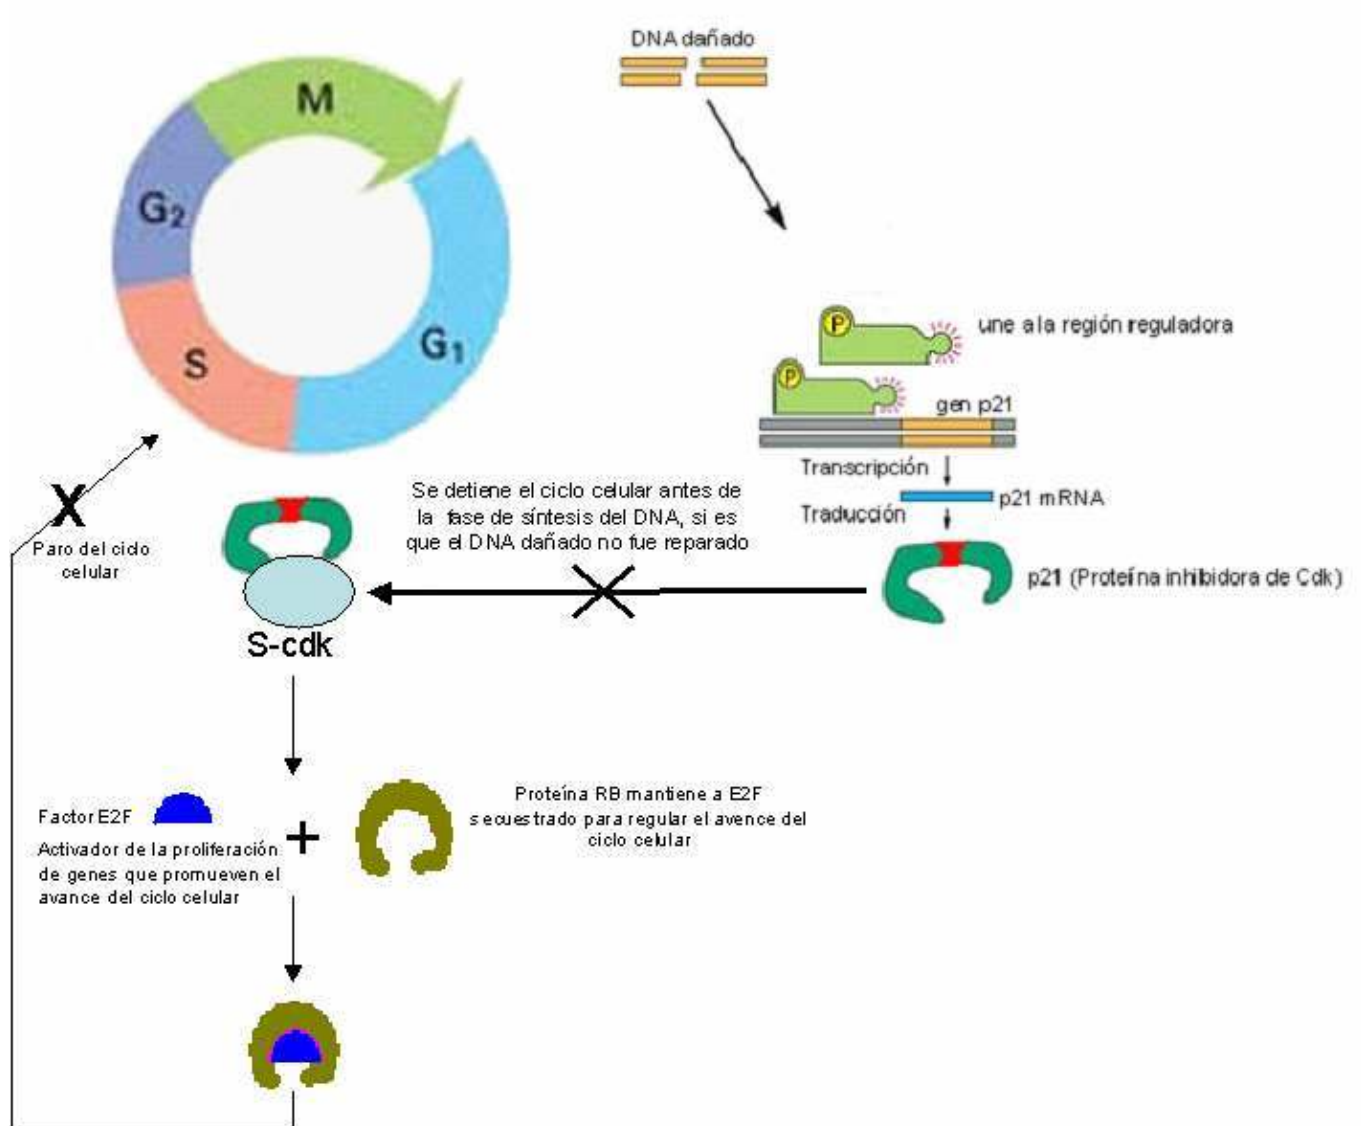 DNA dañado
M
G2
S
G1
P
une a la región reguladora
P
gen p21
Transcripción
p21 mRNA
Traducción
p21 (Proteína inhibidora de Cdk)
Se detiene el ciclo celular antes de
la fase de síntesis del DNA, si es
que el DNA dañado no fue reparado
X
Paro del ciclo
celular
S-cdk
Factor E2F
+
Activador de la proliferación
de genes que promueven el
avance del ciclo celular
Proteína RB mantiene a E2F
secuestrado para regular el avence del
ciclo celular